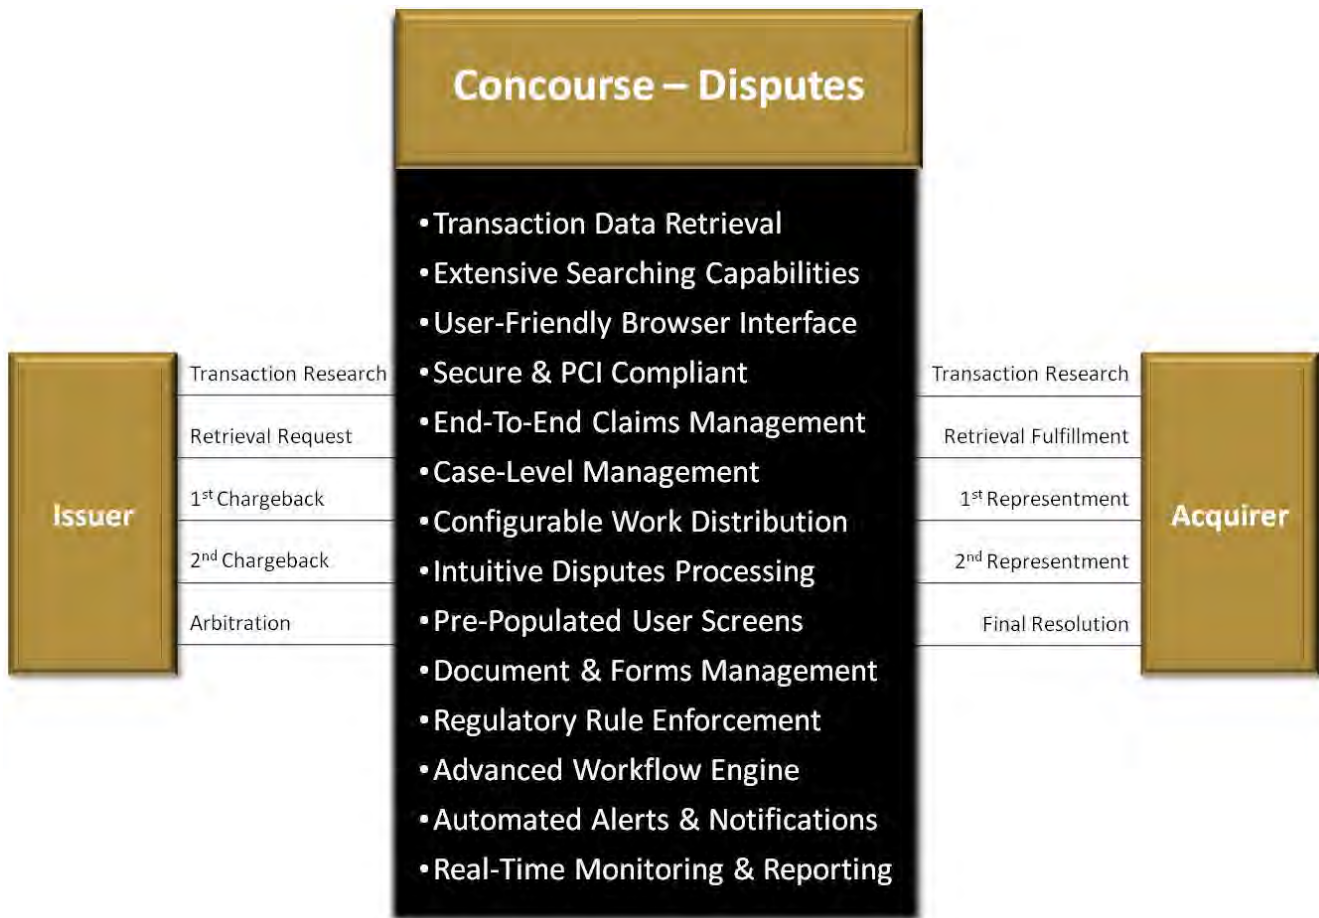 Concourse – Disputes
•Transaction Data Retrieval
•Extensive Searching Capabilities
•User-Friendly Browser Interface
•Secure & PCI Compliant
•End-To-End Claims Management
•Case-Level Management
•Configurable Work Distribution
•Intuitive Disputes Processing
•Pre-Populated User Screens
•Document & Forms Management
•Regulatory Rule Enforcement
•Advanced Workflow Engine
•Automated Alerts & Notifications
•Real-Time Monitoring & Reporting
Issuer
Transaction Research
Retrieval Request
1st Chargeback
2nd Chargeback
Arbitration
Transaction Research
Retrieval Fulfillment
1st Representment
2nd Representment
Final Resolution
Acquirer